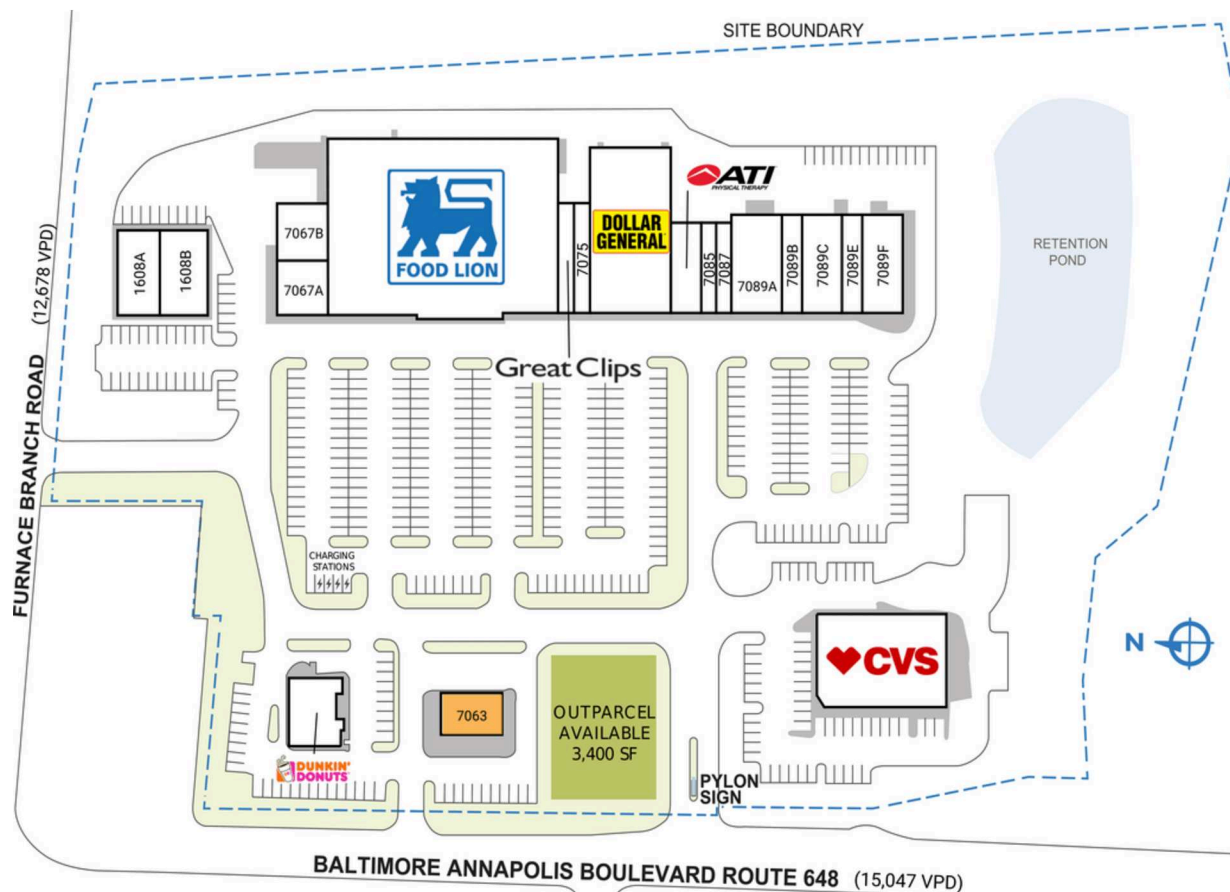 SITE BOUNDARY
ATI
PHYSICAL THERAPY
FOOD LION
DOLLAR
GENERAL
7067B
7067A
1608A
1608B
7075
7085
7087
7089A
7089B
7089C
7089E
7089F
RETENTION
POND
Great Clips
FURNACE BRANCH ROAD (12,678 VPD)
CHARGING
STATIONS
N
CVS
7063
OUTPARCEL
AVAILABLE
3,400 SF
DUNKIN'
DONUTS
PYLON
SIGN
BALTIMORE ANNAPOLIS BOULEVARD ROUTE 648 (15,047 VPD)